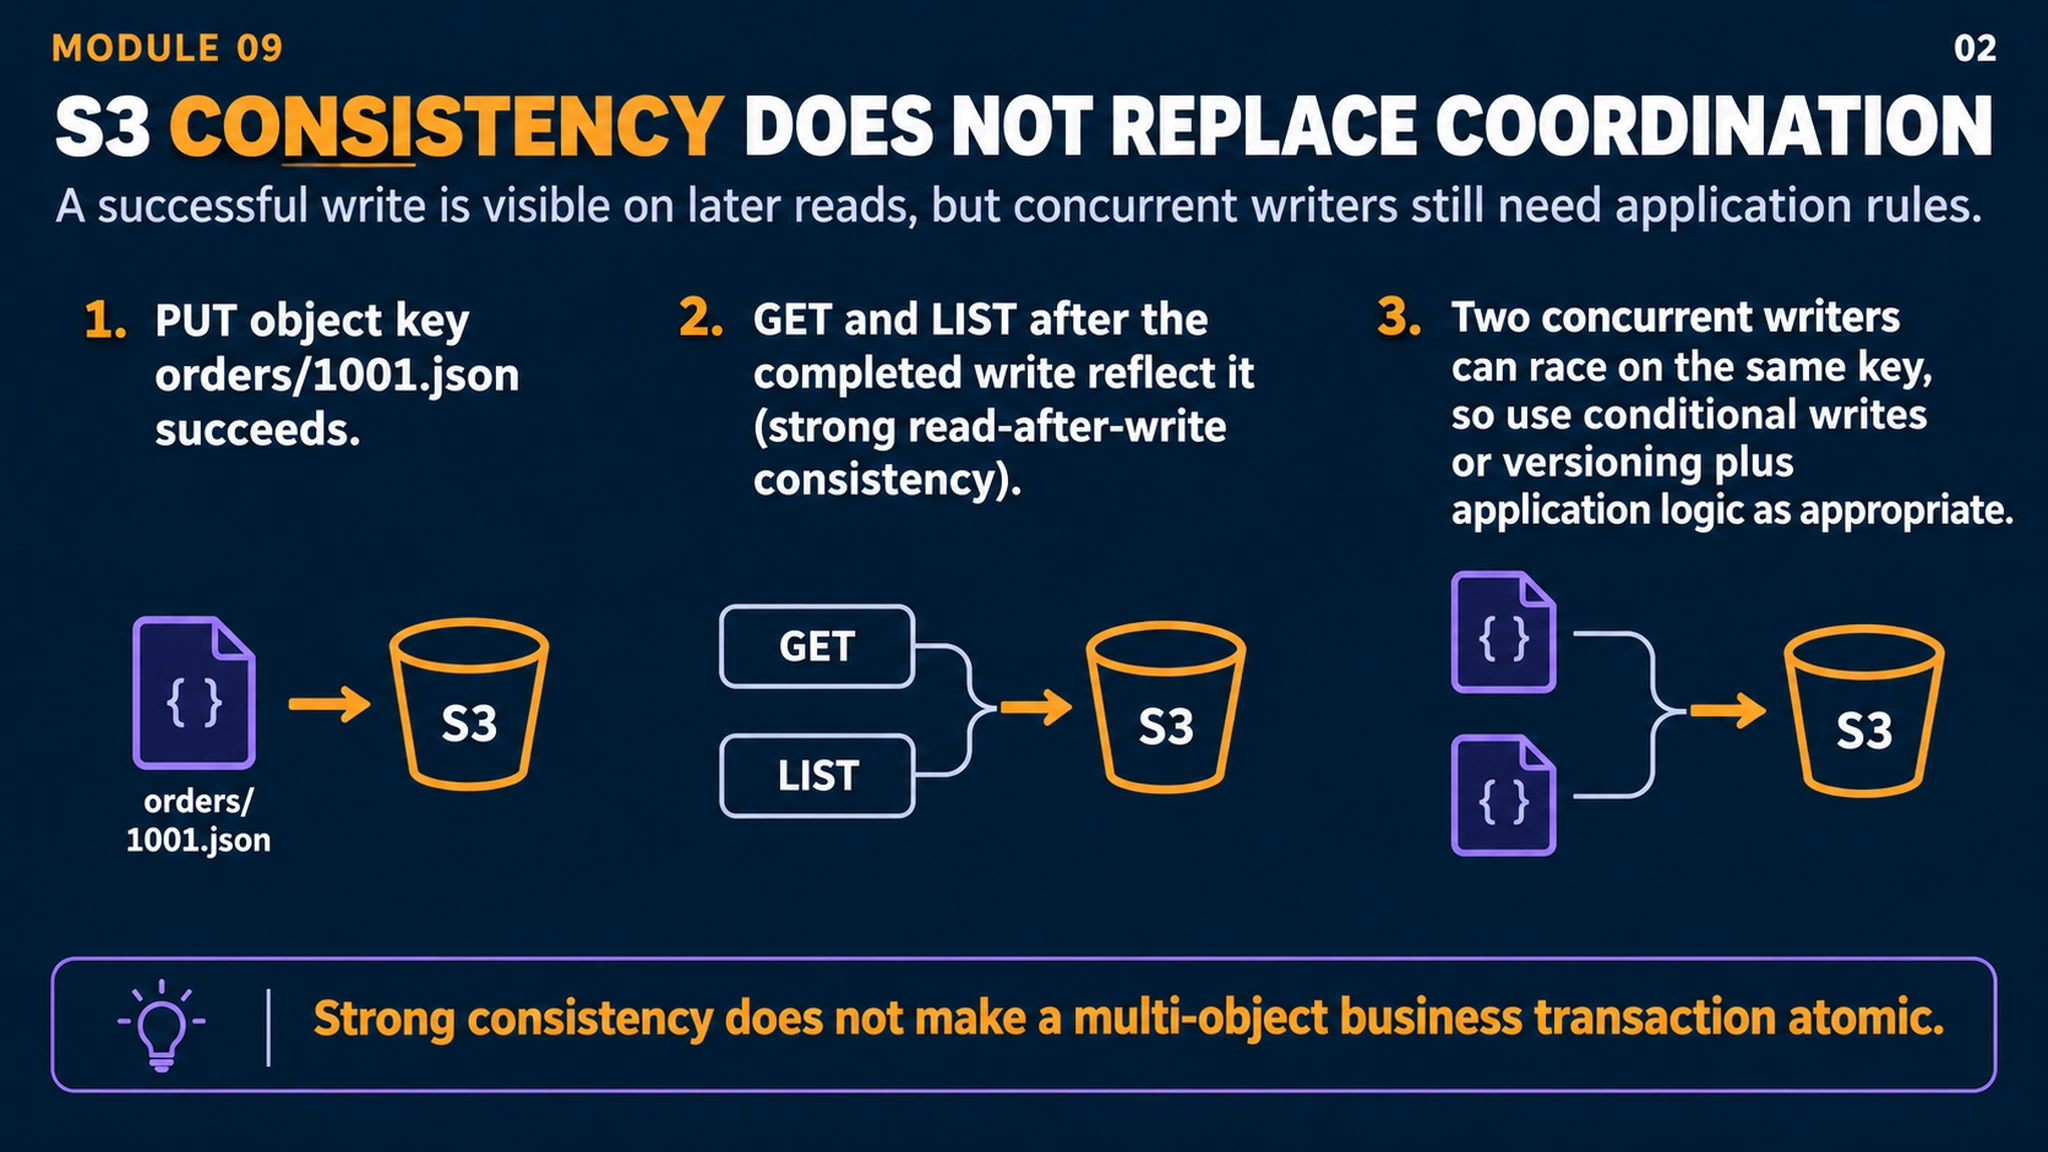 MODULE 09
02
S3 CONSISTENCY DOES NOT REPLACE COORDINATION
A successful write is visible on later reads, but concurrent writers still need application rules.
1. PUT object key
orders/1001.json
succeeds.
2. GET and LIST after the
completed write reflect it
(strong read-after-write
consistency).
3. Two concurrent writers
can race on the same key,
so use conditional writes
or versioning plus
application logic as appropriate.
{ }
orders/
1001.json
S3
GET
LIST
S3
{ }
{ }
S3
Strong consistency does not make a multi-object business transaction atomic.